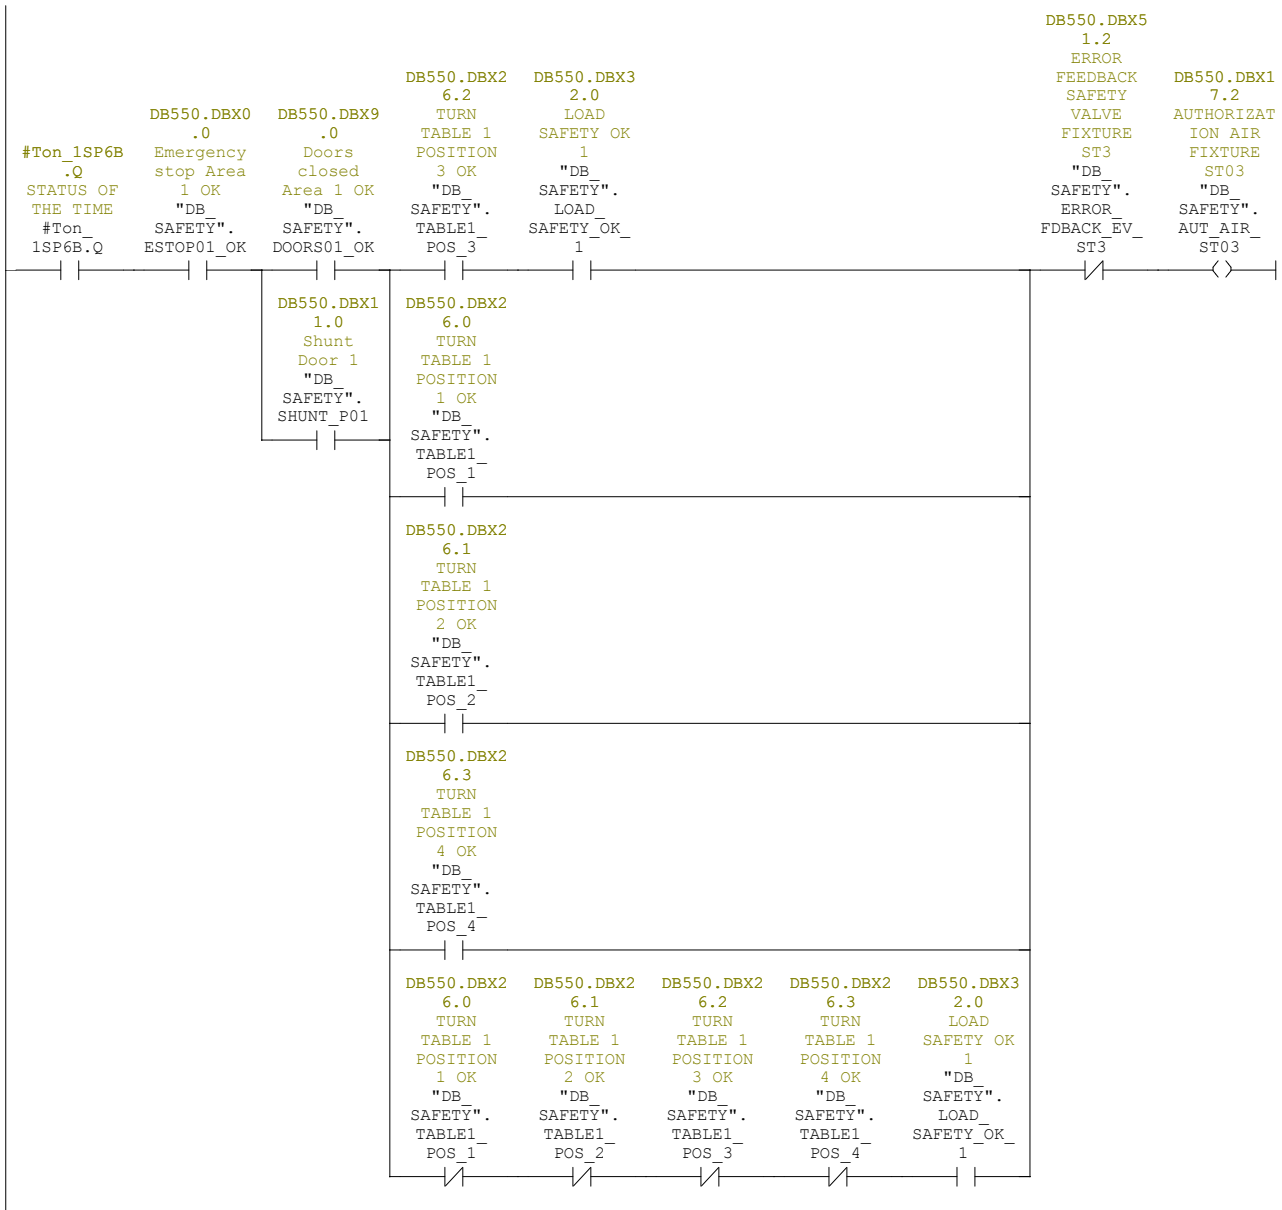 DB550.DBX5
1.2
ERROR
FEEDBACK
SAFETY
VALVE
FIXTURE
ST3
"DB_
SAFETY".
ERROR_
FDBACK_EV_
ST3
DB550.DBX1
7.2
AUTHORIZAT
ION AIR
FIXTURE
ST03
"DB_
SAFETY".
AUT_AIR_
ST03
DB550.DBX2
6.2
TURN
TABLE 1
POSITION
3 OK
"DB_
SAFETY".
TABLE1_
POS_3
DB550.DBX3
2.0
LOAD
SAFETY OK
1
"DB_
SAFETY".
LOAD_
SAFETY_OK_
1
DB550.DBX0
.0
Emergency
stop Area
1 OK
"DB_
SAFETY".
ESTOP01_OK
DB550.DBX9
.0
Doors
closed
Area 1 OK
"DB_
SAFETY".
DOORS01_OK
#Ton_1SP6B
.Q
STATUS OF
THE TIME
#Ton_
1SP6B.Q
DB550.DBX1
1.0
Shunt
Door 1
"DB_
SAFETY".
SHUNT_P01
DB550.DBX2
6.0
TURN
TABLE 1
POSITION
1 OK
"DB_
SAFETY".
TABLE1_
POS_1
DB550.DBX2
6.1
TURN
TABLE 1
POSITION
2 OK
"DB_
SAFETY".
TABLE1_
POS_2
DB550.DBX2
6.3
TURN
TABLE 1
POSITION
4 OK
"DB_
SAFETY".
TABLE1_
POS_4
DB550.DBX2
6.0
TURN
TABLE 1
POSITION
1 OK
"DB_
SAFETY".
TABLE1_
POS_1
DB550.DBX2
6.1
TURN
TABLE 1
POSITION
2 OK
"DB_
SAFETY".
TABLE1_
POS_2
DB550.DBX2
6.2
TURN
TABLE 1
POSITION
3 OK
"DB_
SAFETY".
TABLE1_
POS_3
DB550.DBX2
6.3
TURN
TABLE 1
POSITION
4 OK
"DB_
SAFETY".
TABLE1_
POS_4
DB550.DBX3
2.0
LOAD
SAFETY OK
1
"DB_
SAFETY".
LOAD_
SAFETY_OK_
1